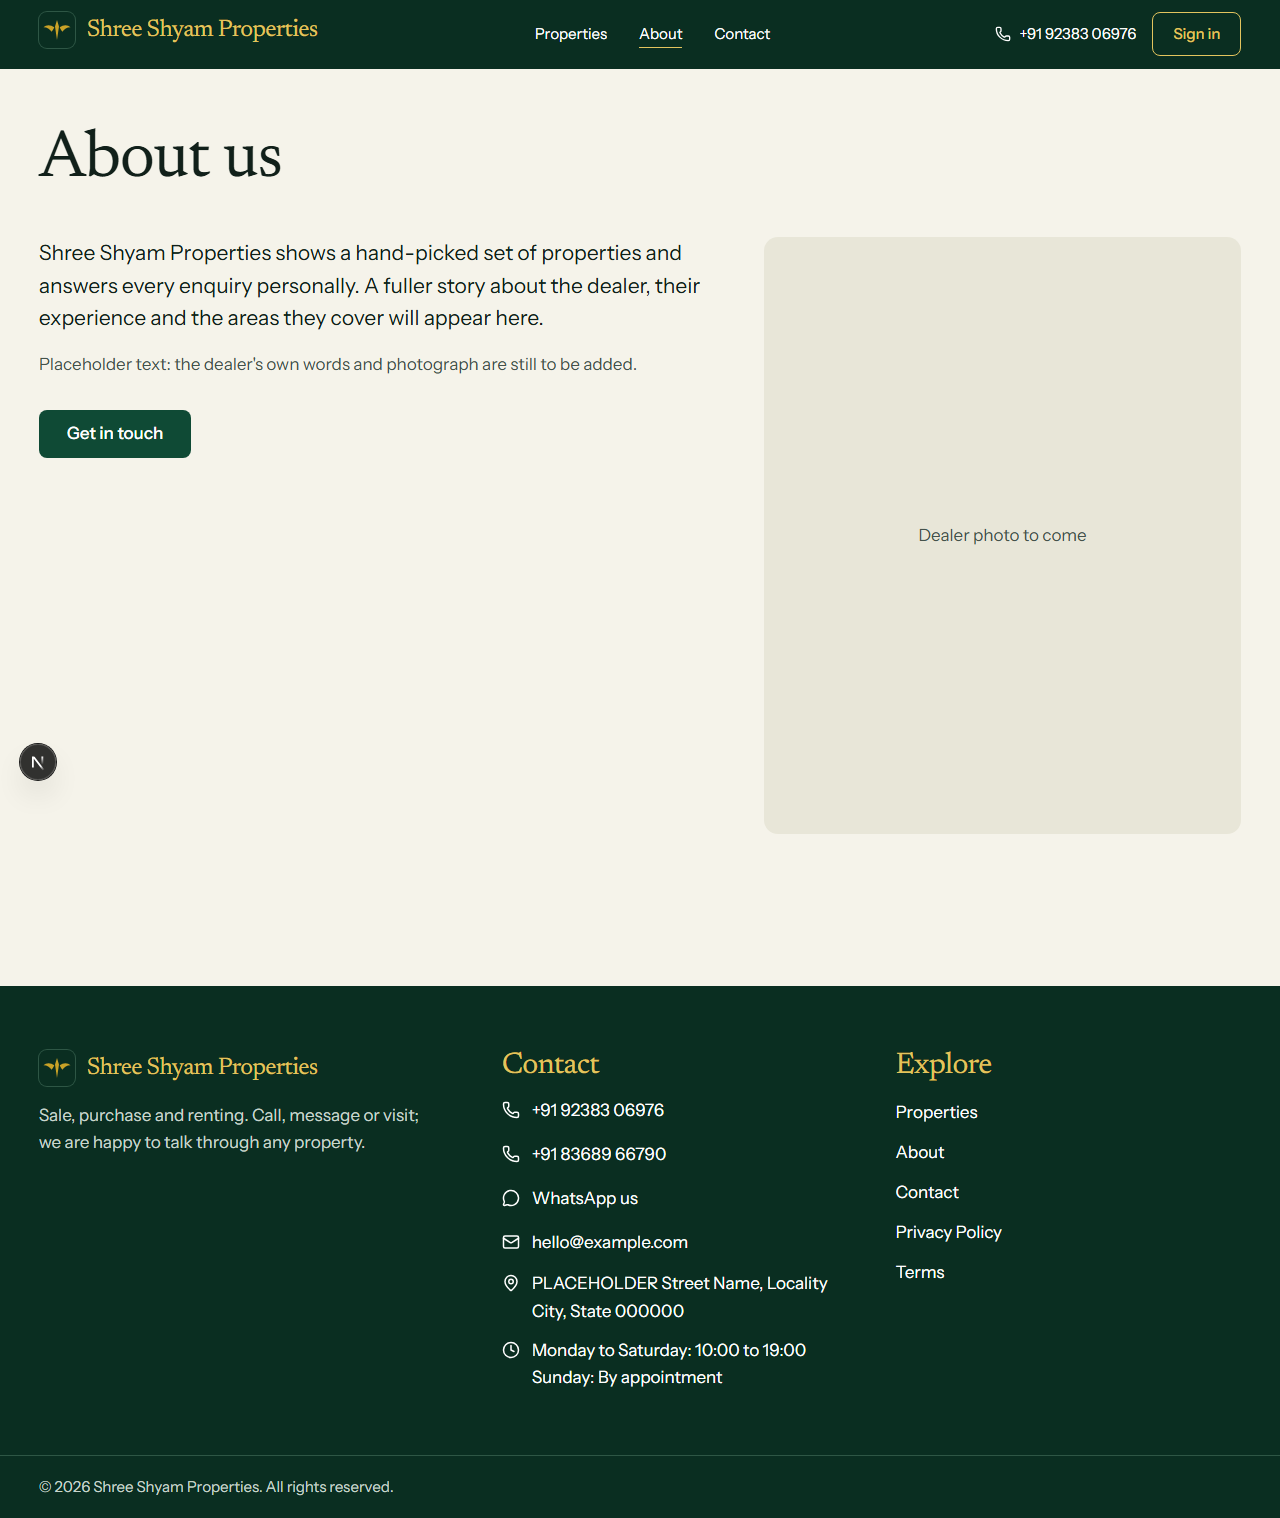 Shree Shyam Properties
Properties
About
Contact
+91 92383 06976
Sign in
About us
Shree Shyam Properties shows a hand-picked set of properties and
answers every enquiry personally. A fuller story about the dealer, their
experience and the areas they cover will appear here.
Placeholder text: the dealer's own words and photograph are still to be added.
Get in touch
Dealer photo to come
N
Shree Shyam Properties
Sale, purchase and renting. Call, message or visit;
we are happy to talk through any property.
Contact
+91 92383 06976
+91 83689 66790
WhatsApp us
hello@example.com
PLACEHOLDER Street Name, Locality
City, State 000000
Monday to Saturday: 10:00 to 19:00
Sunday: By appointment
Explore
Properties
About
Contact
Privacy Policy
Terms
© 2026 Shree Shyam Properties. All rights reserved.